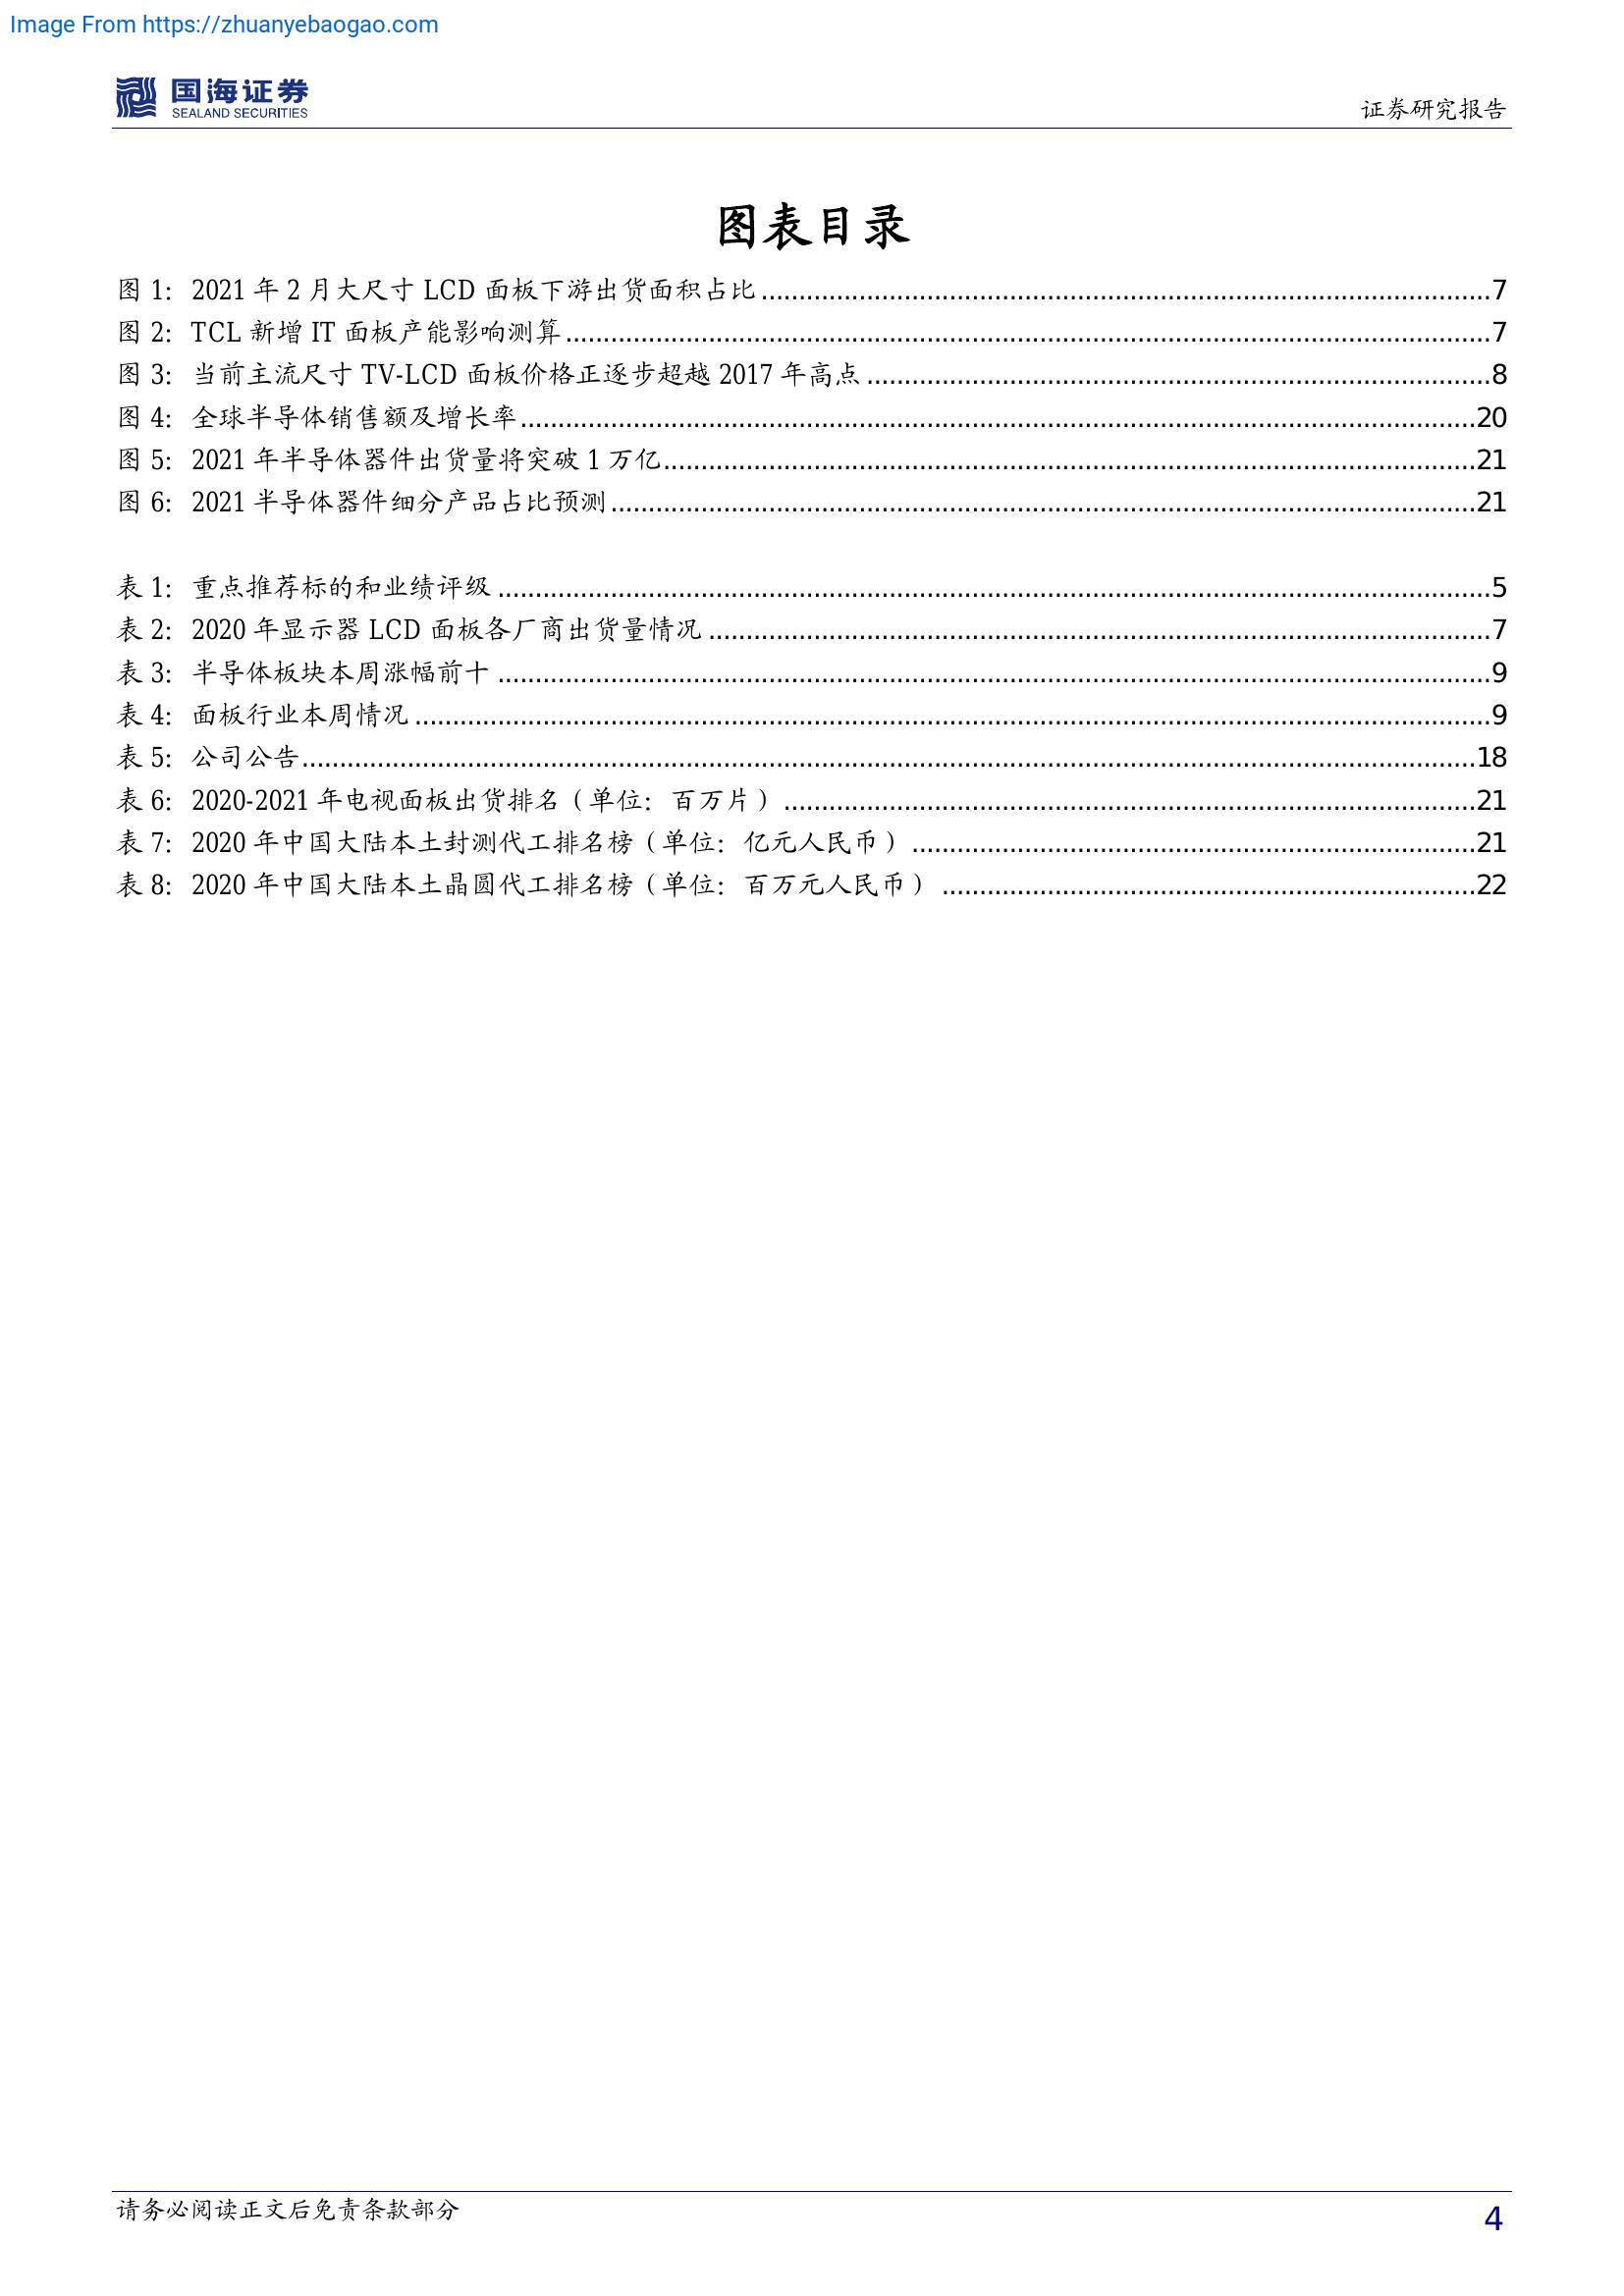 Image From https://zhuanyebaogao.com
国海证券
SEALAND SECURITIES
证券研究报告
图表目录
图 1: 2021 年 2 月大尺寸 LCD 面板下游出货面积占比...7
图 2: TCL 新增 IT 面板产能影响测算...7
图 3: 当前主流尺寸 TV-LCD 面板价格正逐步超越 2017 年高点...8
图 4: 全球半导体销售额及增长率...20
图 5: 2021 年半导体器件出货量将突破 1 万亿...21
图 6: 2021 半导体器件细分产品占比预测...21
表 1: 重点推荐标的和业绩评级...5
表 2: 2020 年显示器 LCD 面板各厂商出货量情况...7
表 3: 半导体板块本周涨幅前十...9
表 4: 面板行业本周情况...9
表 5: 公司公告...18
表 6: 2020-2021 年电视面板出货排名（单位：百万片）...21
表 7: 2020 年中国大陆本土封测代工排名榜（单位：亿元人民币）...21
表 8: 2020 年中国大陆本土晶圆代工排名榜（单位：百万元人民币）...22
请务必阅读正文后免责条款部分
4